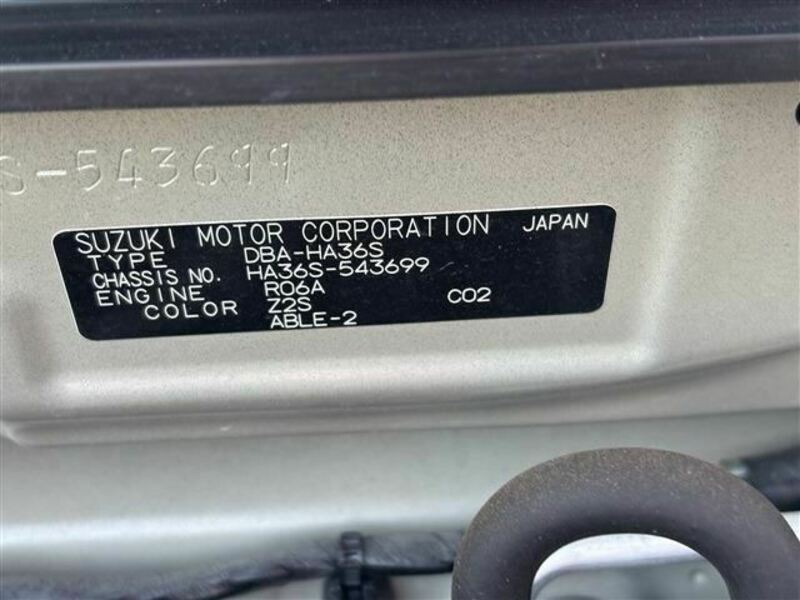 S-543699
SUZUKI MOTOR CORPORATION JAPAN
TYPE DBA-HA36S
CHASSIS NO. HA36S-543699
ENGINE R06A C02
COLOR Z2S
ABLE-2